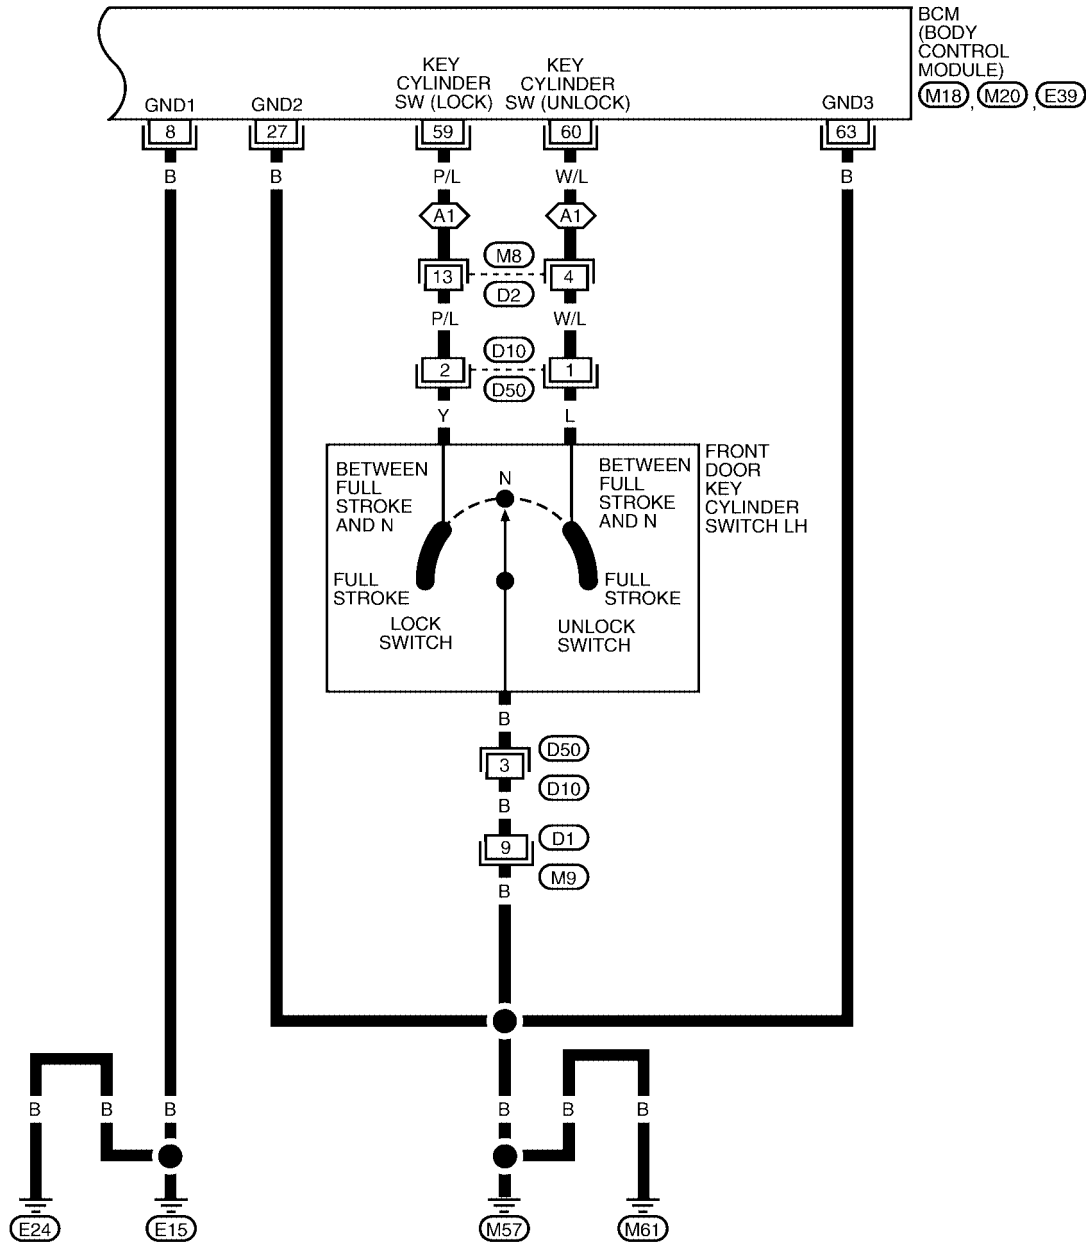 BCM
(BODY
CONTROL
MODULE)
M18 , M20 , E39
KEY
CYLINDER
SW (LOCK)
KEY
CYLINDER
SW (UNLOCK)
GND1
GND2
GND3
8
27
59
60
63
B
B
P/L
W/L
B
A1
A1
M8
13
4
D2
P/L
W/L
D10
2
1
D50
Y
L
FRONT
DOOR
KEY
CYLINDER
SWITCH LH
BETWEEN
FULL
STROKE
AND N
N
BETWEEN
FULL
STROKE
AND N
FULL
STROKE
FULL
STROKE
LOCK
SWITCH
UNLOCK
SWITCH
B
D50
3
D10
B
D1
9
M9
B
B
B
B
B
B
B
E24
E15
M57
M61